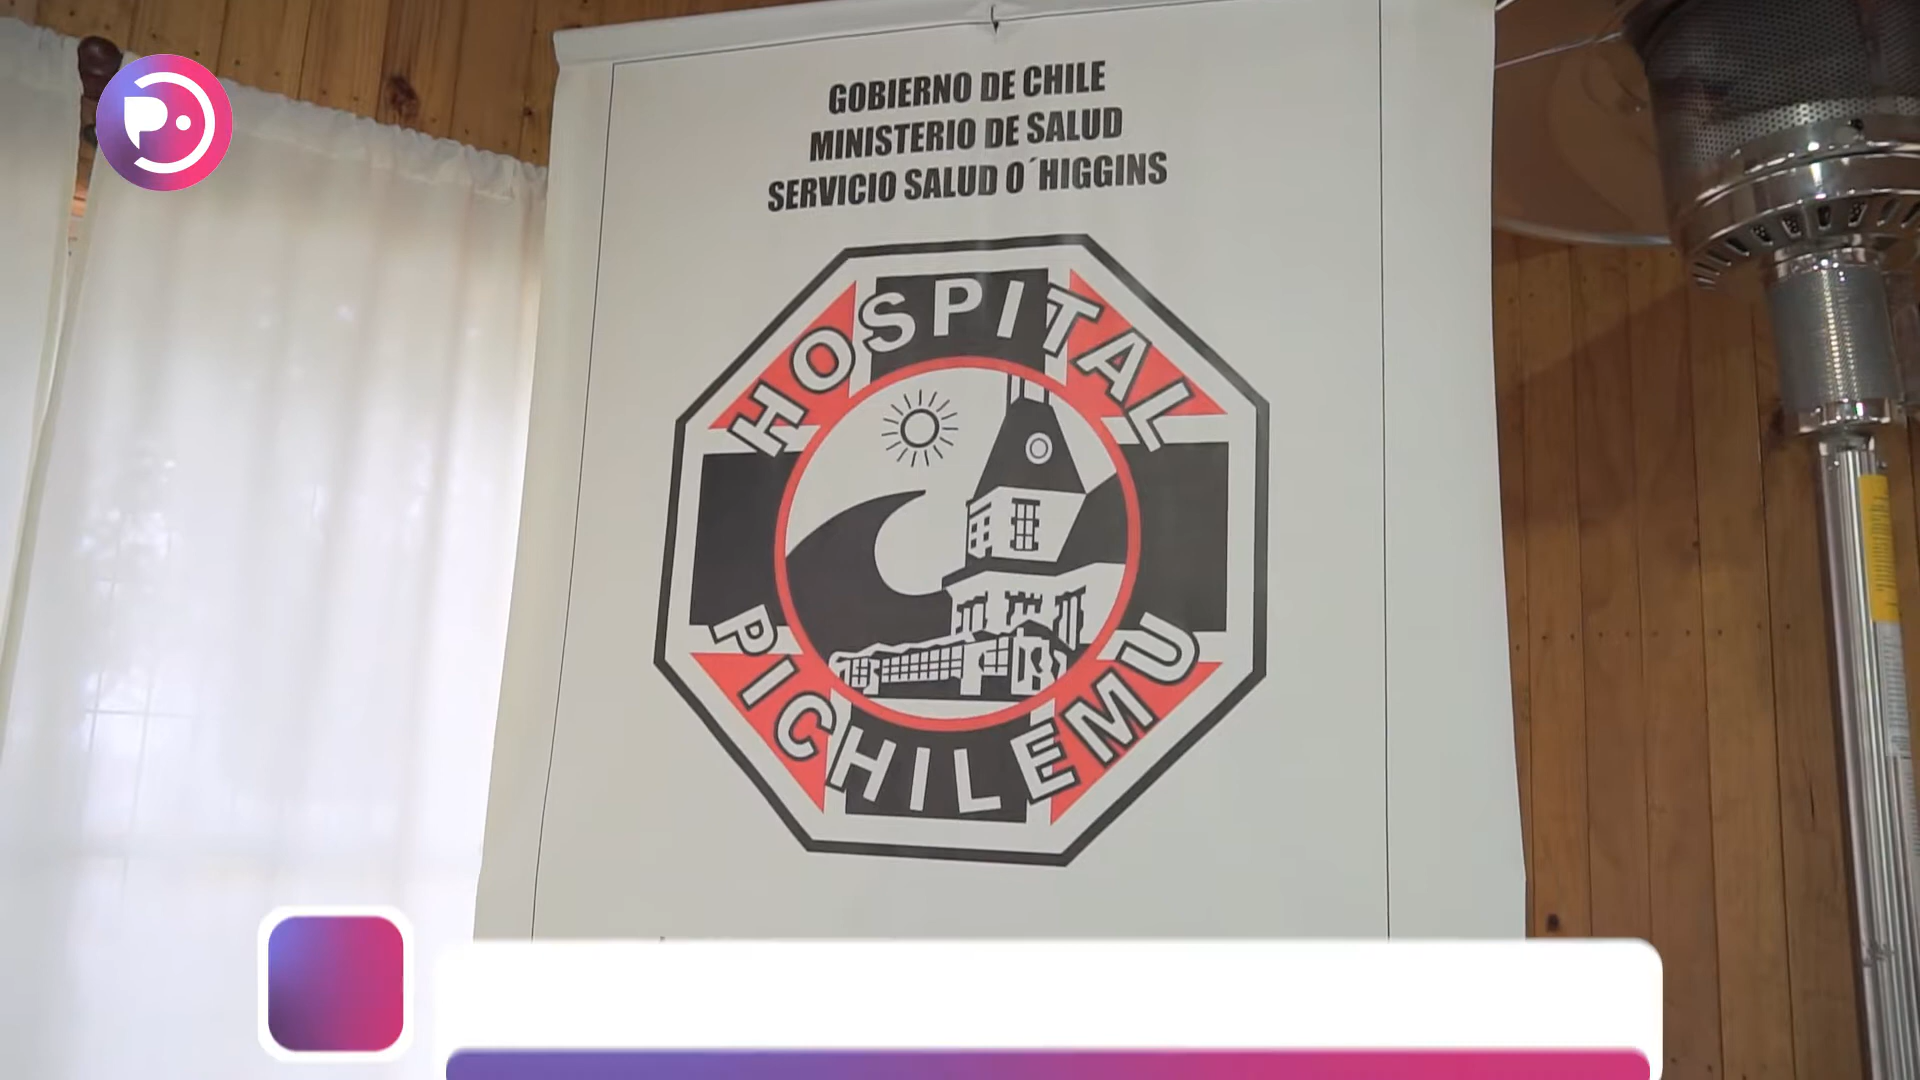 GOBIERNO DE CHILE
MINISTERIO DE SALUD
SERVICIO SALUD O´HIGGINS
HOSPITAL
PICHILEMU